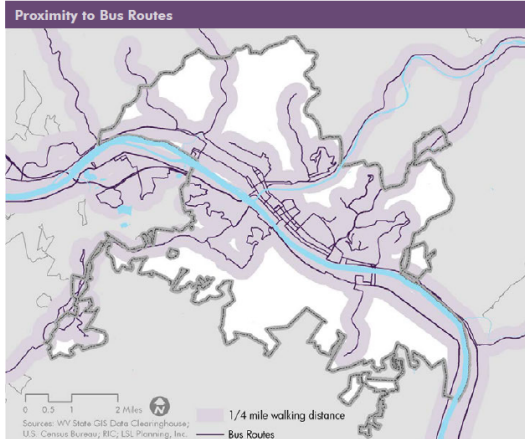 Proximity to Bus Routes
0 0.5 1 2 Miles N
Sources: WV State GIS Data Clearinghouse;
U.S. Census Bureau; RIC; LSL Planning, Inc.
1/4 mile walking distance
Bus Routes